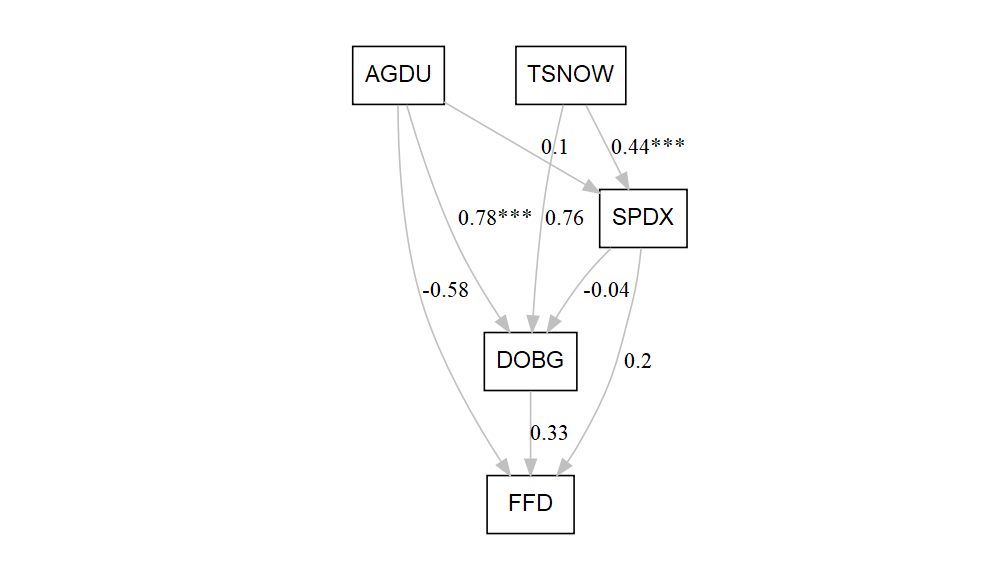 AGDU TSNOW
0.1 0.44***
SPDX
0.78*** 0.76
-0.58 -0.04
DOBG
0.2
0.33
FFD